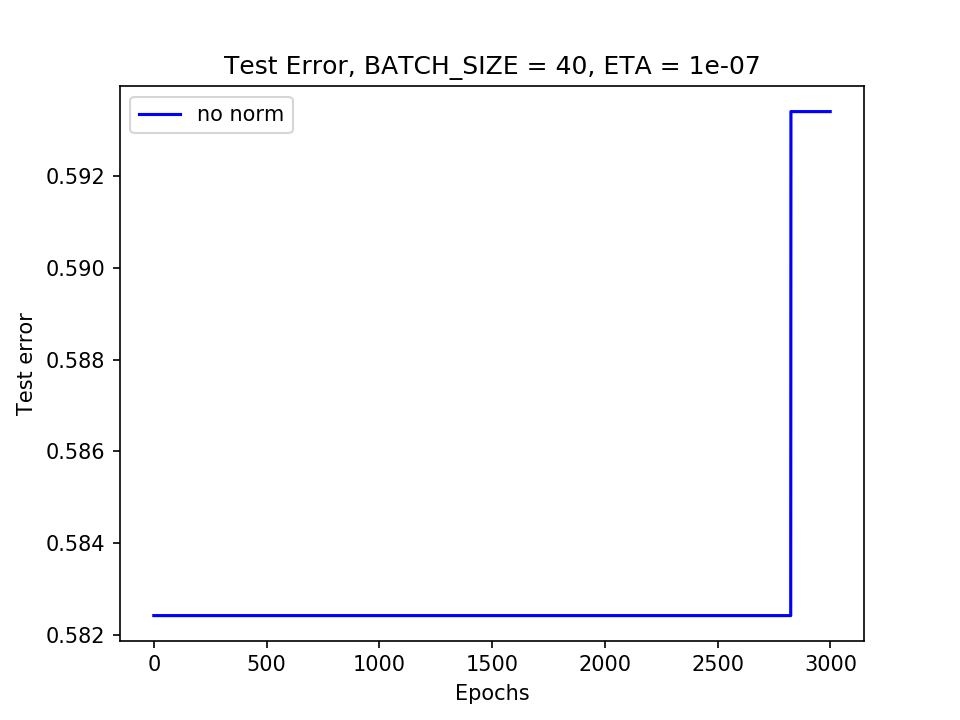 Test Error, BATCH_SIZE = 40, ETA = 1e-07
no norm
0.592
0.590
0.588
0.586
0.584
0.582
Test error
0 500 1000 1500 2000 2500 3000
Epochs